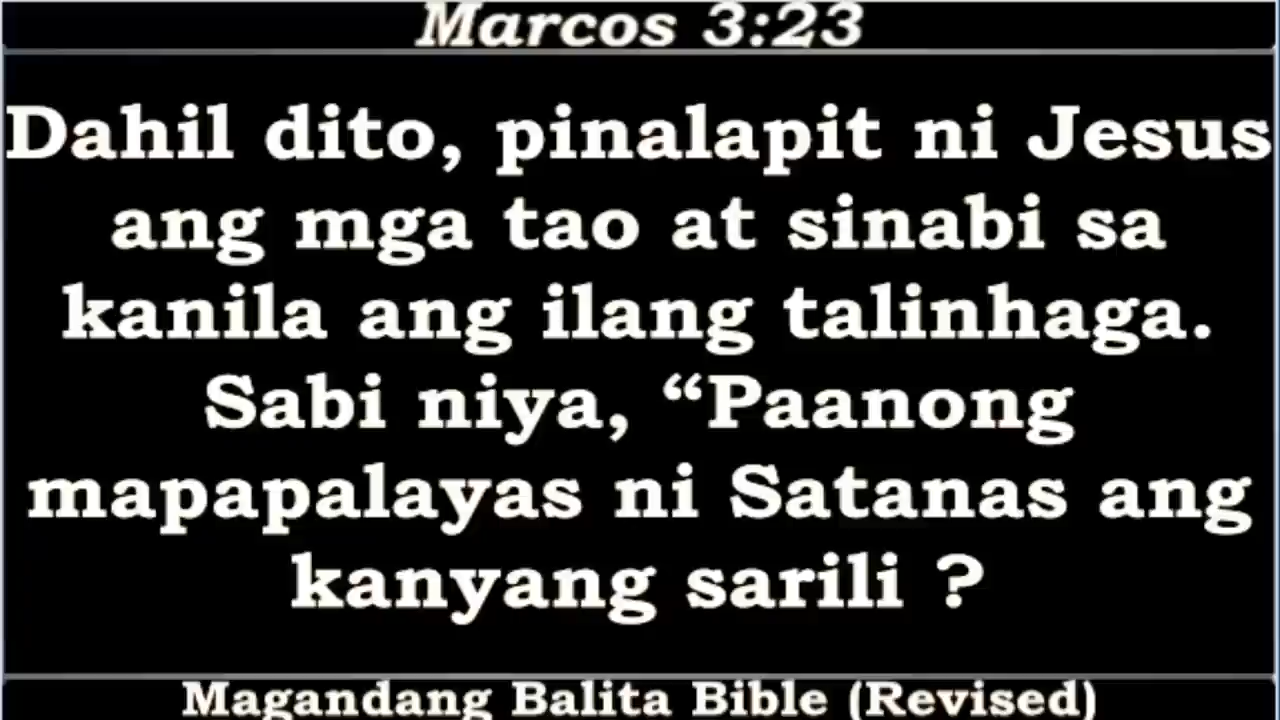 Marcos 3:23
Dahil dito, pinalapit ni Jesus
ang mga tao at sinabi sa
kanila ang ilang talinhaga.
Sabi niya, “Paanong
mapapalayas ni Satanas ang
kanyang sarili ?
Magandang Balita Bible (Revised)